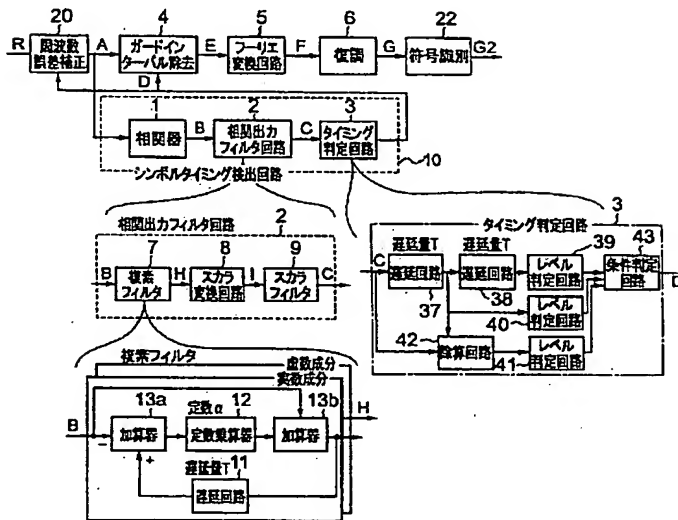 20 4 5 6 22
R 周波数誤差補正 A ガードインターバル除去 E フーリエ変換回路 F 復調 G 符号識別 G2
D
1 2 3
相関器 B 相関出力フィルタ回路 C タイミング判定回路
シンボルタイミング検出回路 10
相関出力フィルタ回路 2
7 8 9
B 複素フィルタ H スカラ変換回路 I スカラフィルタ C
タイミング判定回路 3
遅延量T 遅延量T 39 43
C 遅延回路 遅延回路 レベル判定回路 条件判定回路 D
37 38
レベル判定回路
40
42
除算回路 レベル判定回路
41
複素フィルタ 虚数成分
実数成分
13a 定数α 12 13b H
B 加算器 定数乗算器 加算器
− +
遅延量T 11
遅延回路